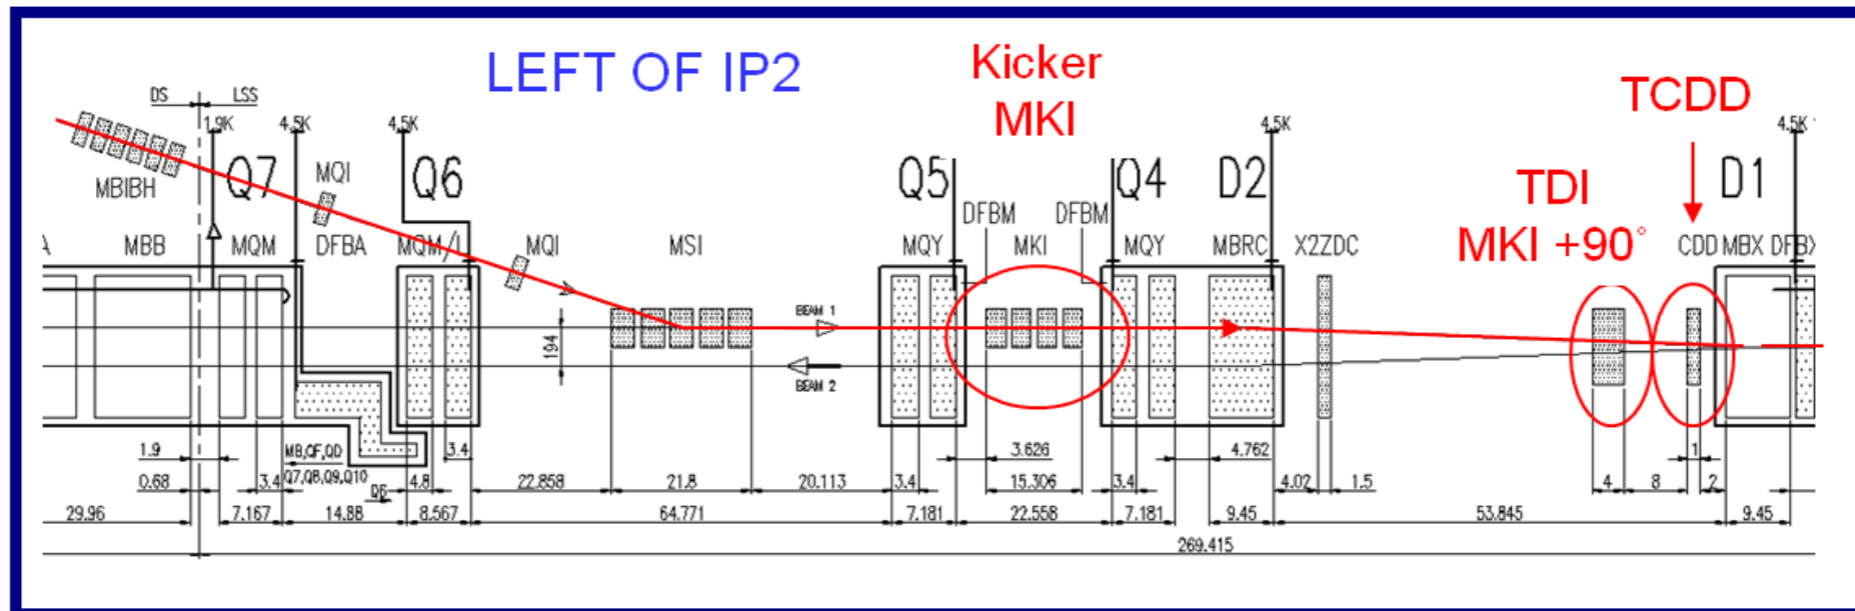 LEFT OF IP2
Kicker
MKI
TCDD
TDI
MKI +90°
DS LSS
1.9K 4.5K 4.5K 4.5K 4.5K
Q7 Q6 Q5 Q4 D2 D1
MBIBH MQI
DFBM DFBM
A MBB MQM DFBA MQM/L MQI MSI MQY MKI MQY MBRC X2ZDC CDD MBX DFBX
BEAM 1
194
BEAM 2
1.9 MB,QF,QD 3.4 3.626 4.762 1
0.68 3.4 Q7,Q8,Q9,Q10 4.8 22.858 21.8 20.113 3.4 15.306 3.4 4.02 1.5 4 8 2
29.96 7.167 14.88 8.567 64.771 7.181 22.558 7.181 9.45 53.845 9.45
269.415